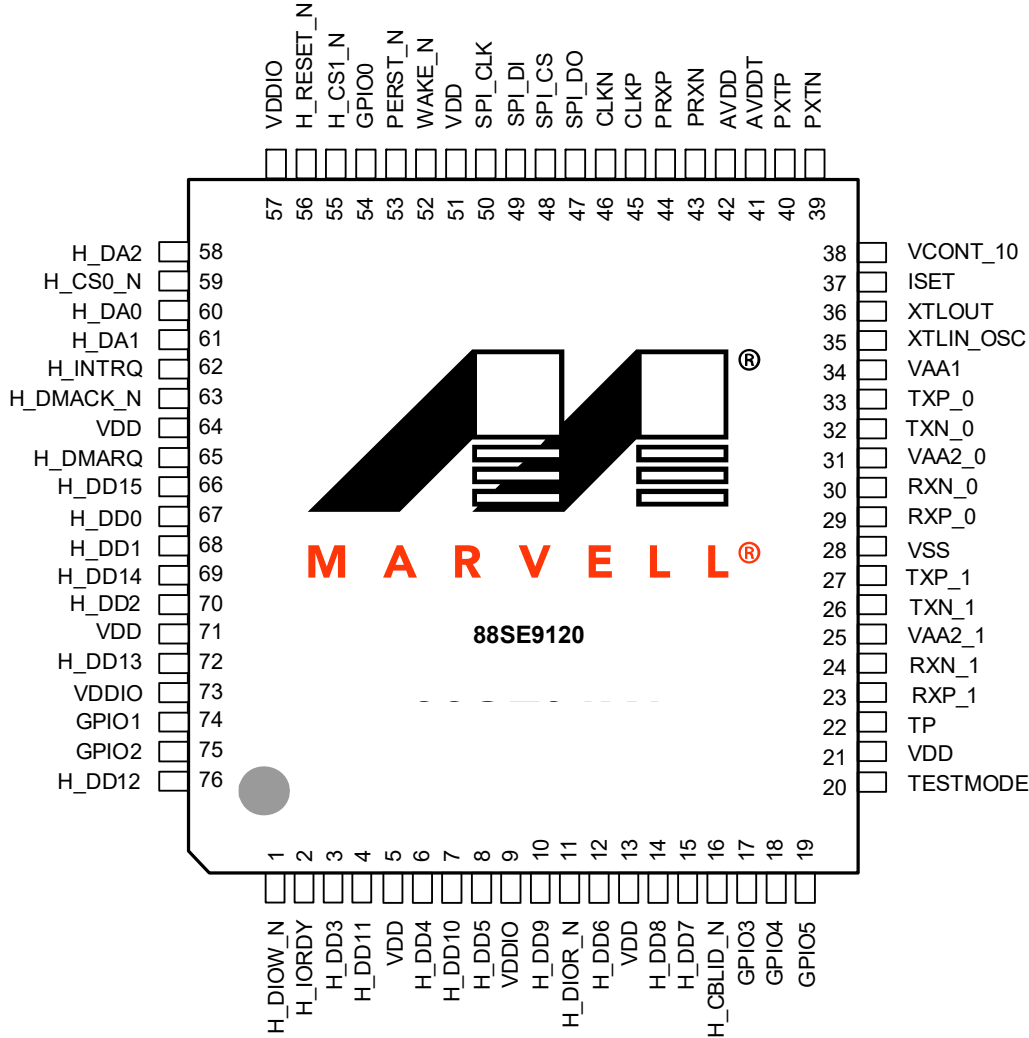 VDDIO
H_RESET_N
H_CS1_N
GPIO0
PERST_N
WAKE_N
VDD
SPI_CLK
SPI_DI
SPI_CS
SPI_DO
CLKN
CLKP
PRXP
PRXN
AVDD
AVDDT
PXTP
PXTN
57 56 55 54 53 52 51 50 49 48 47 46 45 44 43 42 41 40 39
H_DA2 58
H_CS0_N 59
H_DA0 60
H_DA1 61
H_INTRQ 62
H_DMACK_N 63
VDD 64
H_DMARQ 65
H_DD15 66
H_DD0 67
H_DD1 68
H_DD14 69
H_DD2 70
VDD 71
H_DD13 72
VDDIO 73
GPIO1 74
GPIO2 75
H_DD12 76
®
MARVELL®
88SE9120
38 VCONT_10
37 ISET
36 XTLOUT
35 XTLIN_OSC
34 VAA1
33 TXP_0
32 TXN_0
31 VAA2_0
30 RXN_0
29 RXP_0
28 VSS
27 TXP_1
26 TXN_1
25 VAA2_1
24 RXN_1
23 RXP_1
22 TP
21 VDD
20 TESTMODE
1 2 3 4 5 6 7 8 9 10 11 12 13 14 15 16 17 18 19
H_DIOW_N
H_IORDY
H_DD3
H_DD11
VDD
H_DD4
H_DD10
H_DD5
VDDIO
H_DD9
H_DIOR_N
H_DD6
VDD
H_DD8
H_DD7
H_CBLID_N
GPIO3
GPIO4
GPIO5